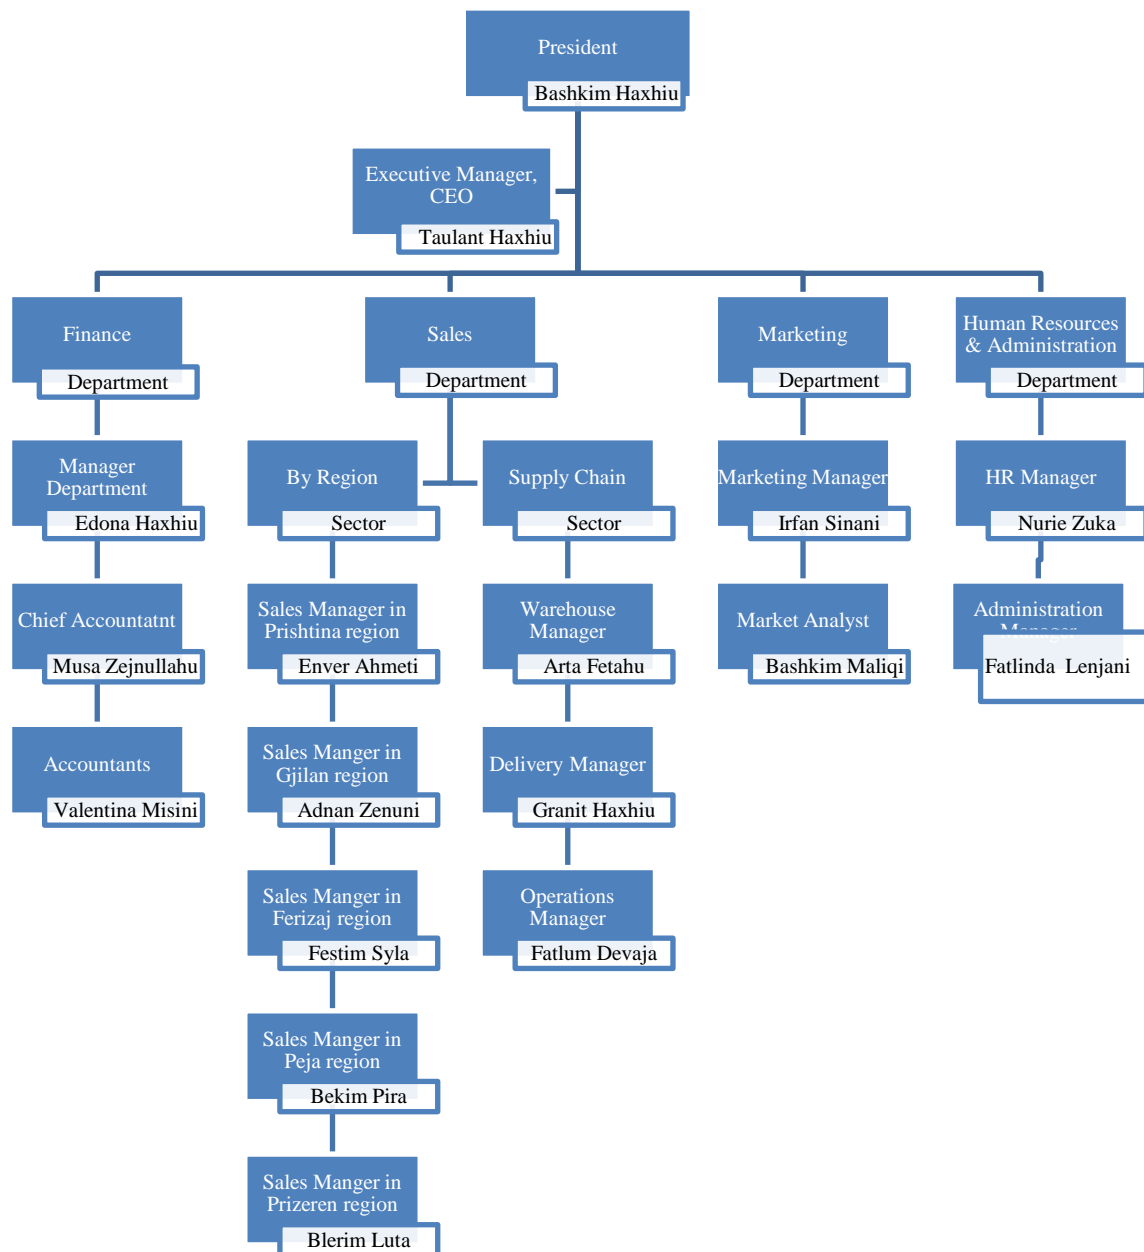 President
Bashkim Haxhiu
Executive Manager,
CEO
Taulant Haxhiu
Finance
Department
Sales
Department
Marketing
Department
Human Resources
& Administration
Department
Manager
Department
Edona Haxhiu
By Region
Sector
Supply Chain
Sector
Marketing Manager
Irfan Sinani
HR Manager
Nurie Zuka
Chief Accountatnt
Musa Zejnullahu
Sales Manager in
Prishtina region
Enver Ahmeti
Warehouse
Manager
Arta Fetahu
Market Analyst
Bashkim Maliqi
Administration
Manager
Fatlinda Lenjani
Accountants
Valentina Misini
Sales Manger in
Gjilan region
Adnan Zenuni
Delivery Manager
Granit Haxhiu
Sales Manger in
Ferizaj region
Festim Syla
Operations
Manager
Fatlum Devaja
Sales Manger in
Peja region
Bekim Pira
Sales Manger in
Prizeren region
Blerim Luta